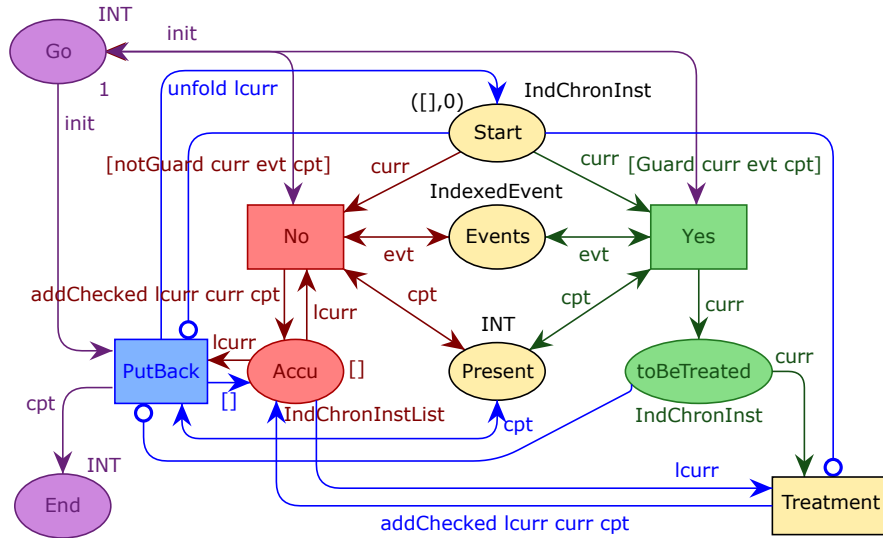 INT
init
Go
1
unfold lcurr
IndChronInst
([],0)
Start
init
[notGuard curr evt cpt]
curr
curr
[Guard curr evt cpt]
IndexedEvent
No
Events
Yes
evt
evt
addChecked lcurr curr cpt
lcurr
cpt
cpt
curr
INT
lcurr
PutBack
Accu
[]
Present
toBeTreated
curr
[]
IndChronInstList
cpt
IndChronInst
cpt
INT
End
lcurr
Treatment
addChecked lcurr curr cpt